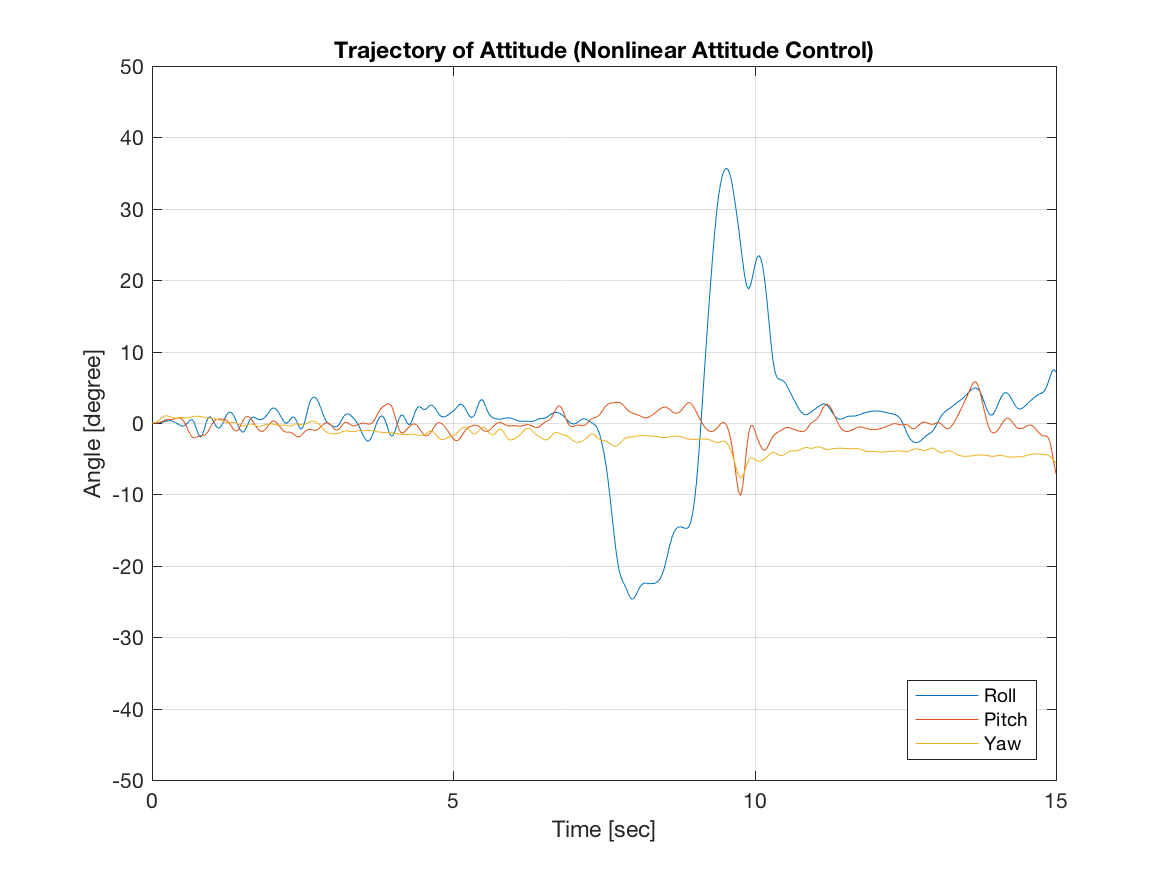 Trajectory of Attitude (Nonlinear Attitude Control)
50
40
30
20
10
0
-10
-20
-30
-40
-50
Angle [degree]
0 5 10 15
Time [sec]
Roll
Pitch
Yaw